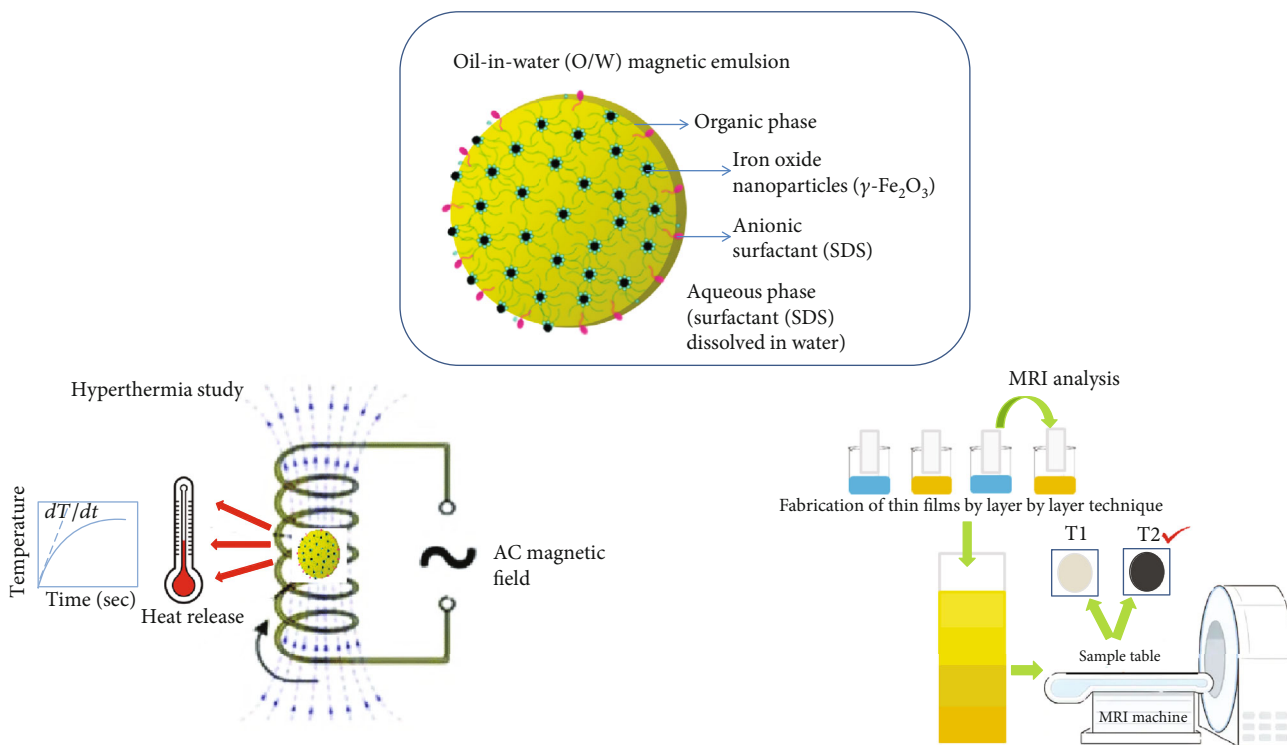 Oil-in-water (O/W) magnetic emulsion
Organic phase
Iron oxide
nanoparticles (γ-Fe₂O₃)
Anionic
surfactant (SDS)
Aqueous phase
(surfactant (SDS)
dissolved in water)
Hyperthermia study
Temperature
dT/dt
Time (sec)
Heat release
AC magnetic
field
MRI analysis
Fabrication of thin films by layer by layer technique
T1
T2
Sample table
MRI machine